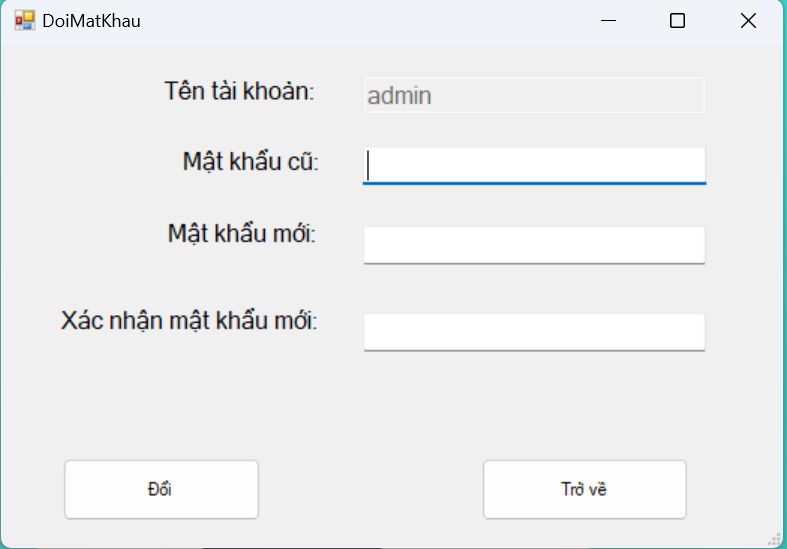 DoiMatKhau
Tên tài khoản: admin
Mật khẩu cũ:
Mật khẩu mới:
Xác nhận mật khẩu mới:
Đổi Trở về